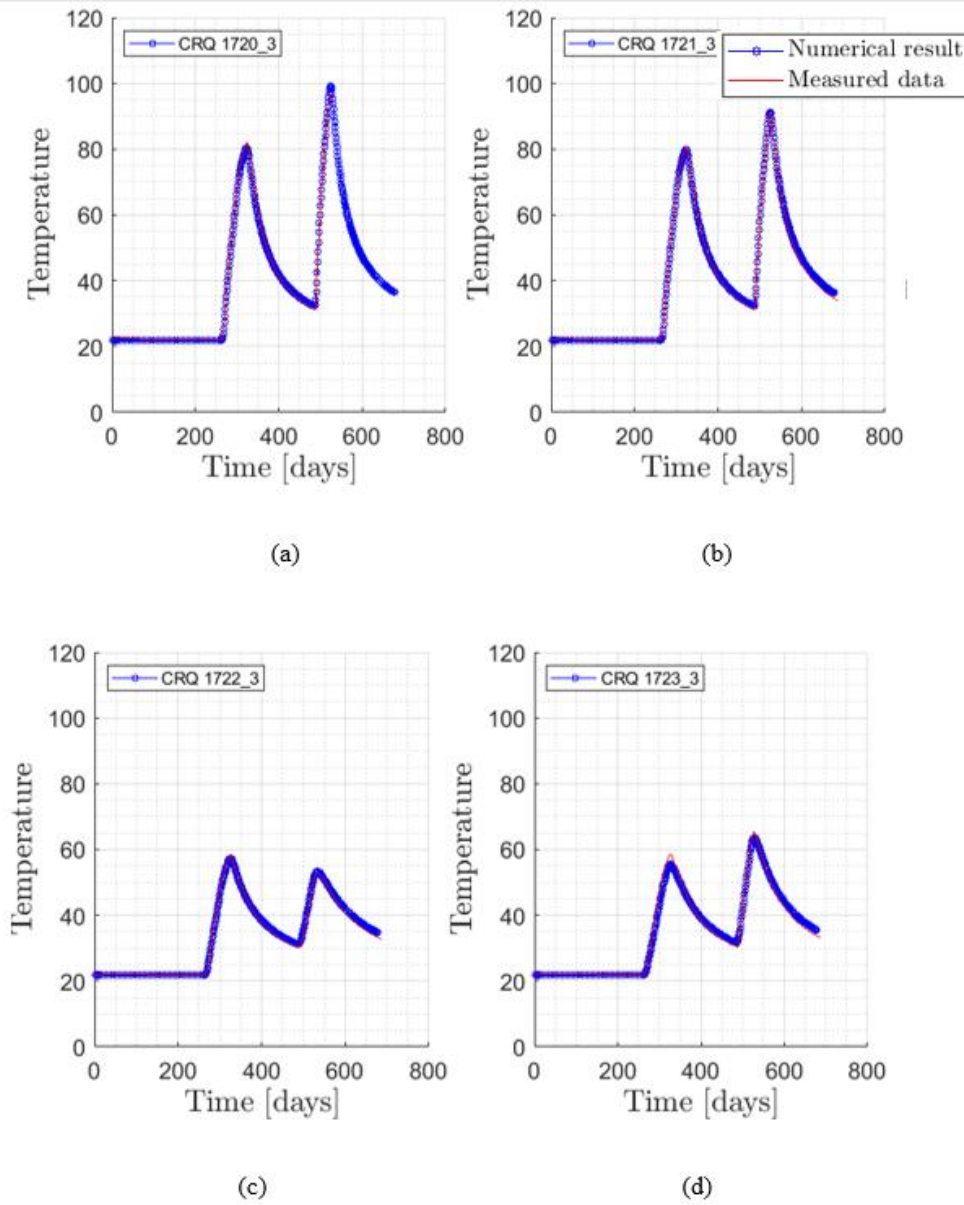 CRQ 1720_3
Temperature
120
100
80
60
40
20
0
0 200 400 600 800
Time [days]
(a)
CRQ 1721_3
Numerical result
Measured data
Temperature
120
100
80
60
40
20
0
0 200 400 600 800
Time [days]
(b)
CRQ 1722_3
Temperature
120
100
80
60
40
20
0
0 200 400 600 800
Time [days]
(c)
CRQ 1723_3
Temperature
120
100
80
60
40
20
0
0 200 400 600 800
Time [days]
(d)